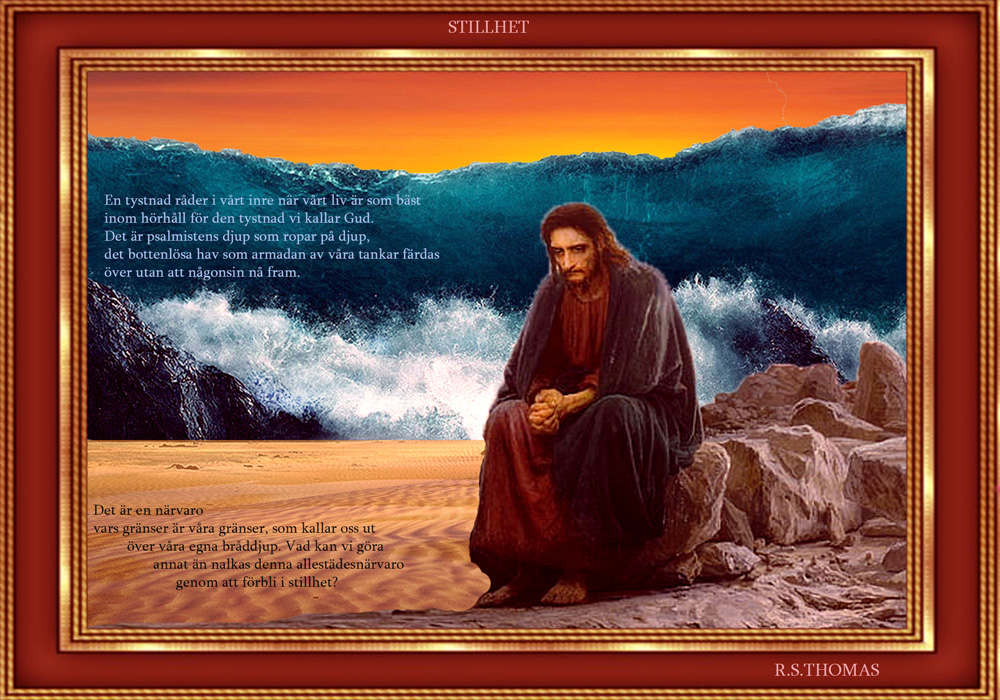 STILLHET
En tystnad råder i vårt inre när vårt liv är som bäst
inom hörhåll för den tystnad vi kallar Gud.
Det är psalmistens djup som ropar på djup,
det bottenlösa hav som armadan av våra tankar färdas
över utan att någonsin nå fram.
Det är en närvaro
vars gränser är våra gränser, som kallar oss ut
över våra egna bråddjup. Vad kan vi göra
annat än nalkas denna allestädesnärvaro
genom att förbli i stillhet?
R.S.THOMAS